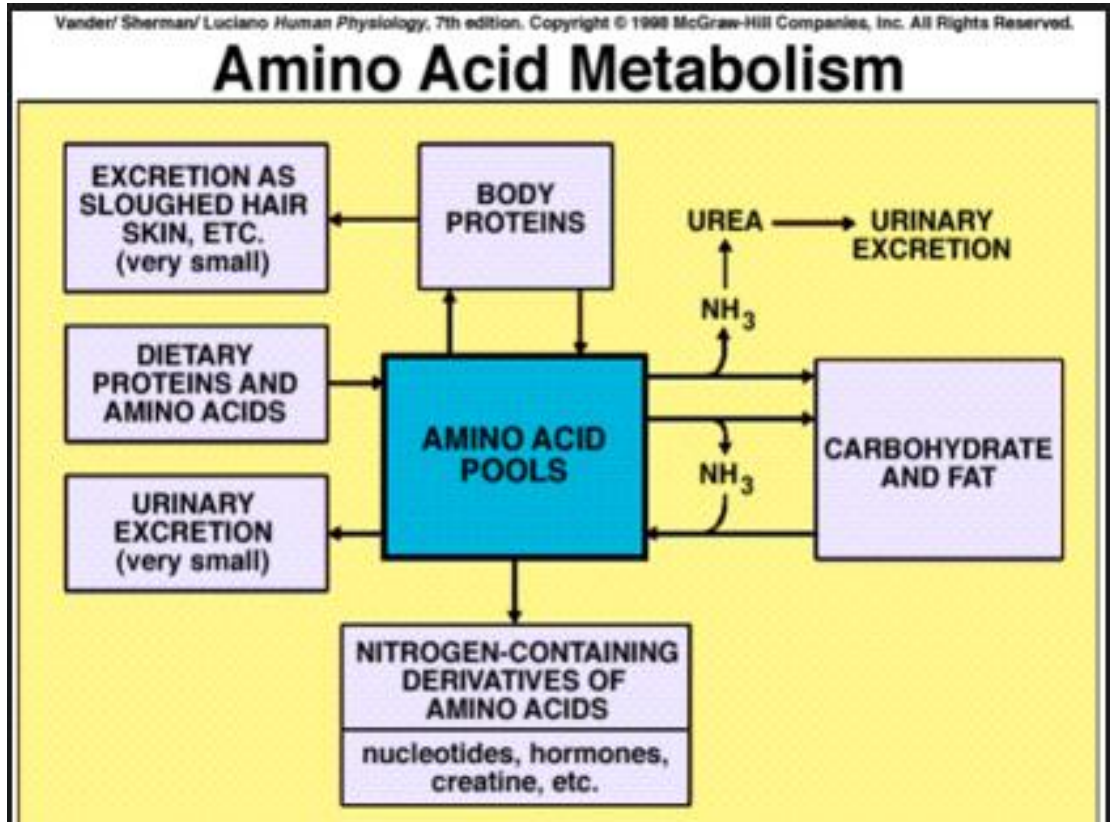 Vander/ Sherman/ Luciano Human Physiology, 7th edition. Copyright © 1998 McGraw-Hill Companies, Inc. All Rights Reserved.
Amino Acid Metabolism
EXCRETION AS
SLOUGHED HAIR
SKIN, ETC.
(very small)
BODY
PROTEINS
UREA
URINARY
EXCRETION
NH3
DIETARY
PROTEINS AND
AMINO ACIDS
AMINO ACID
POOLS
NH3
CARBOHYDRATE
AND FAT
URINARY
EXCRETION
(very small)
NITROGEN-CONTAINING
DERIVATIVES OF
AMINO ACIDS
nucleotides, hormones,
creatine, etc.